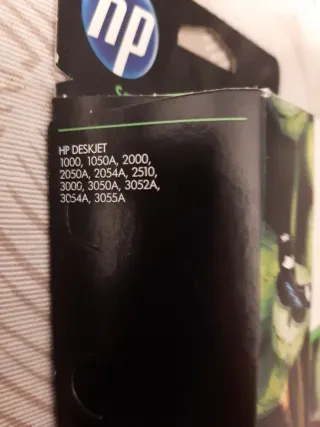 hp
HP DESKJET
1000, 1050A, 2000,
2050A, 2054A, 2510,
3000, 3050A, 3052A,
3054A, 3055A